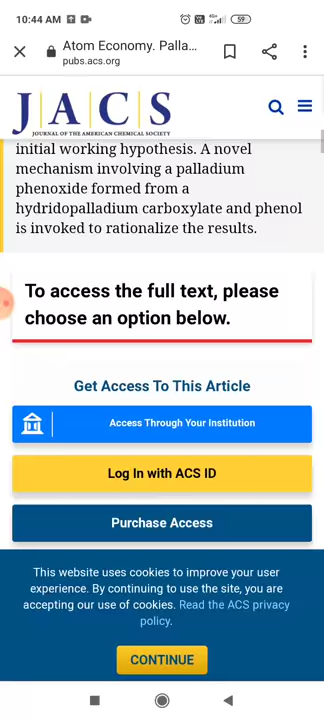 10:44 AM
59
Atom Economy. Palla...
pubs.acs.org
JACS
JOURNAL OF THE AMERICAN CHEMICAL SOCIETY
initial working hypothesis. A novel
mechanism involving a palladium
phenoxide formed from a
hydridopalladium carboxylate and phenol
is invoked to rationalize the results.
To access the full text, please
choose an option below.
Get Access To This Article
Access Through Your Institution
Log In with ACS ID
Purchase Access
This website uses cookies to improve your user
experience. By continuing to use the site, you are
accepting our use of cookies. Read the ACS privacy
policy.
CONTINUE